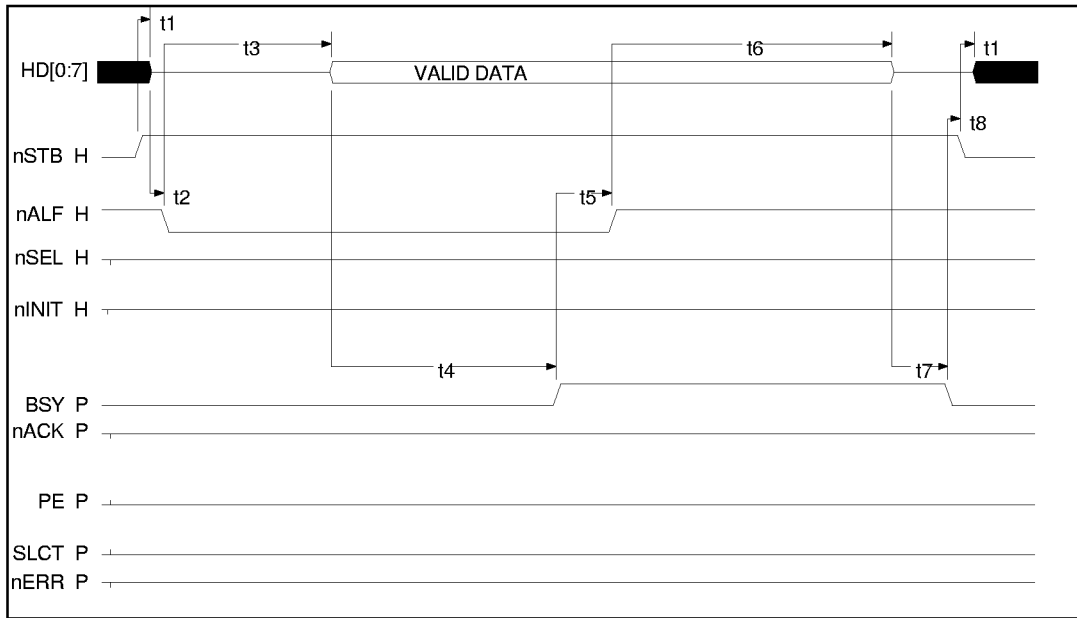 t1
t3
t6
t1
HD[0:7]
VALID DATA
t8
nSTB H
t2
t5
nALF H
nSEL H
nINIT H
t4
t7
BSY P
nACK P
PE P
SLCT P
nERR P